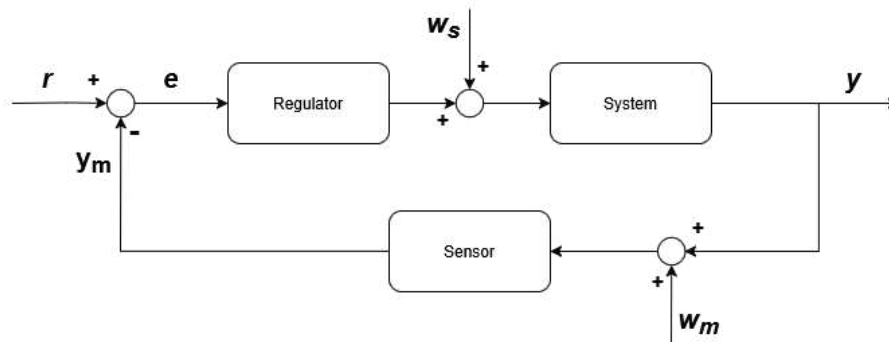 w_s
r + e Regulator + + System y
-
y_m
Sensor + +
w_m